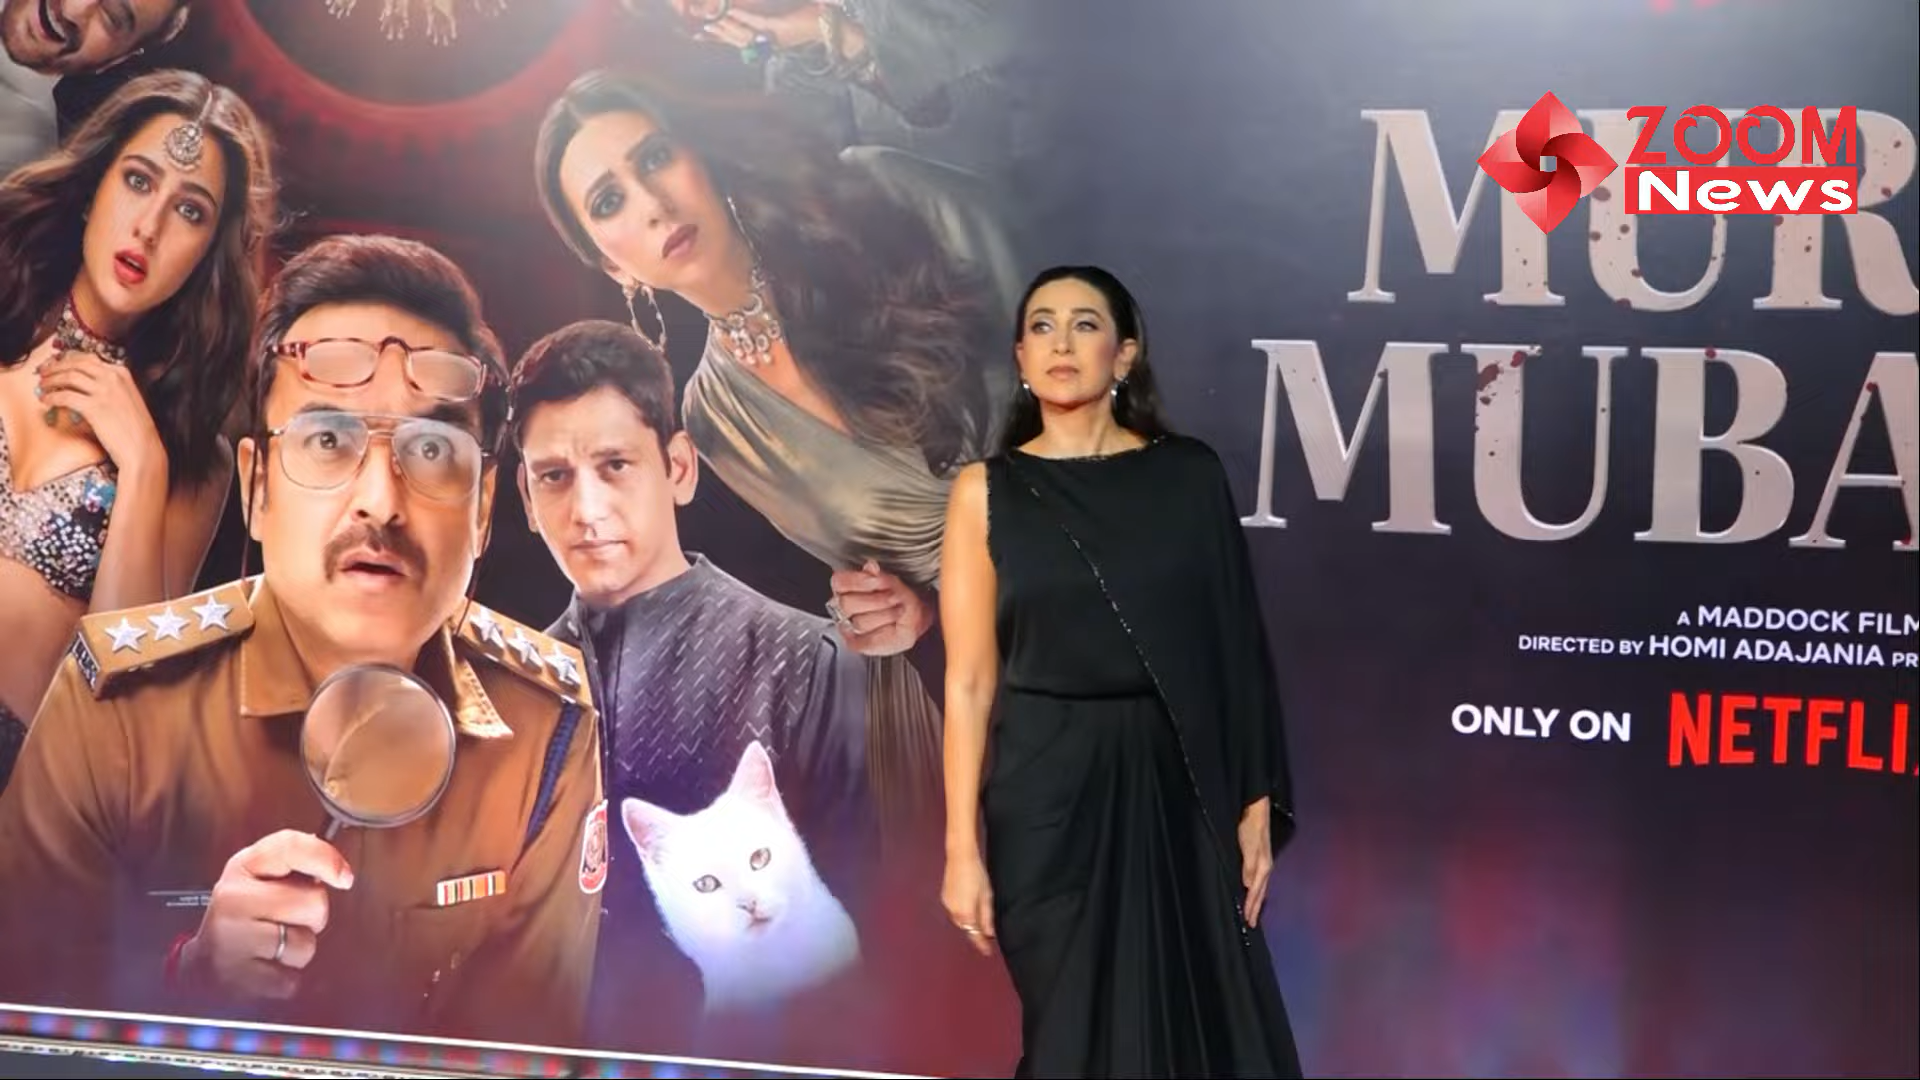 ZOOM
News
MUR
MUBA
A MADDOCK FILM
DIRECTED BY HOMI ADAJANIA PR
ONLY ON NETFLI